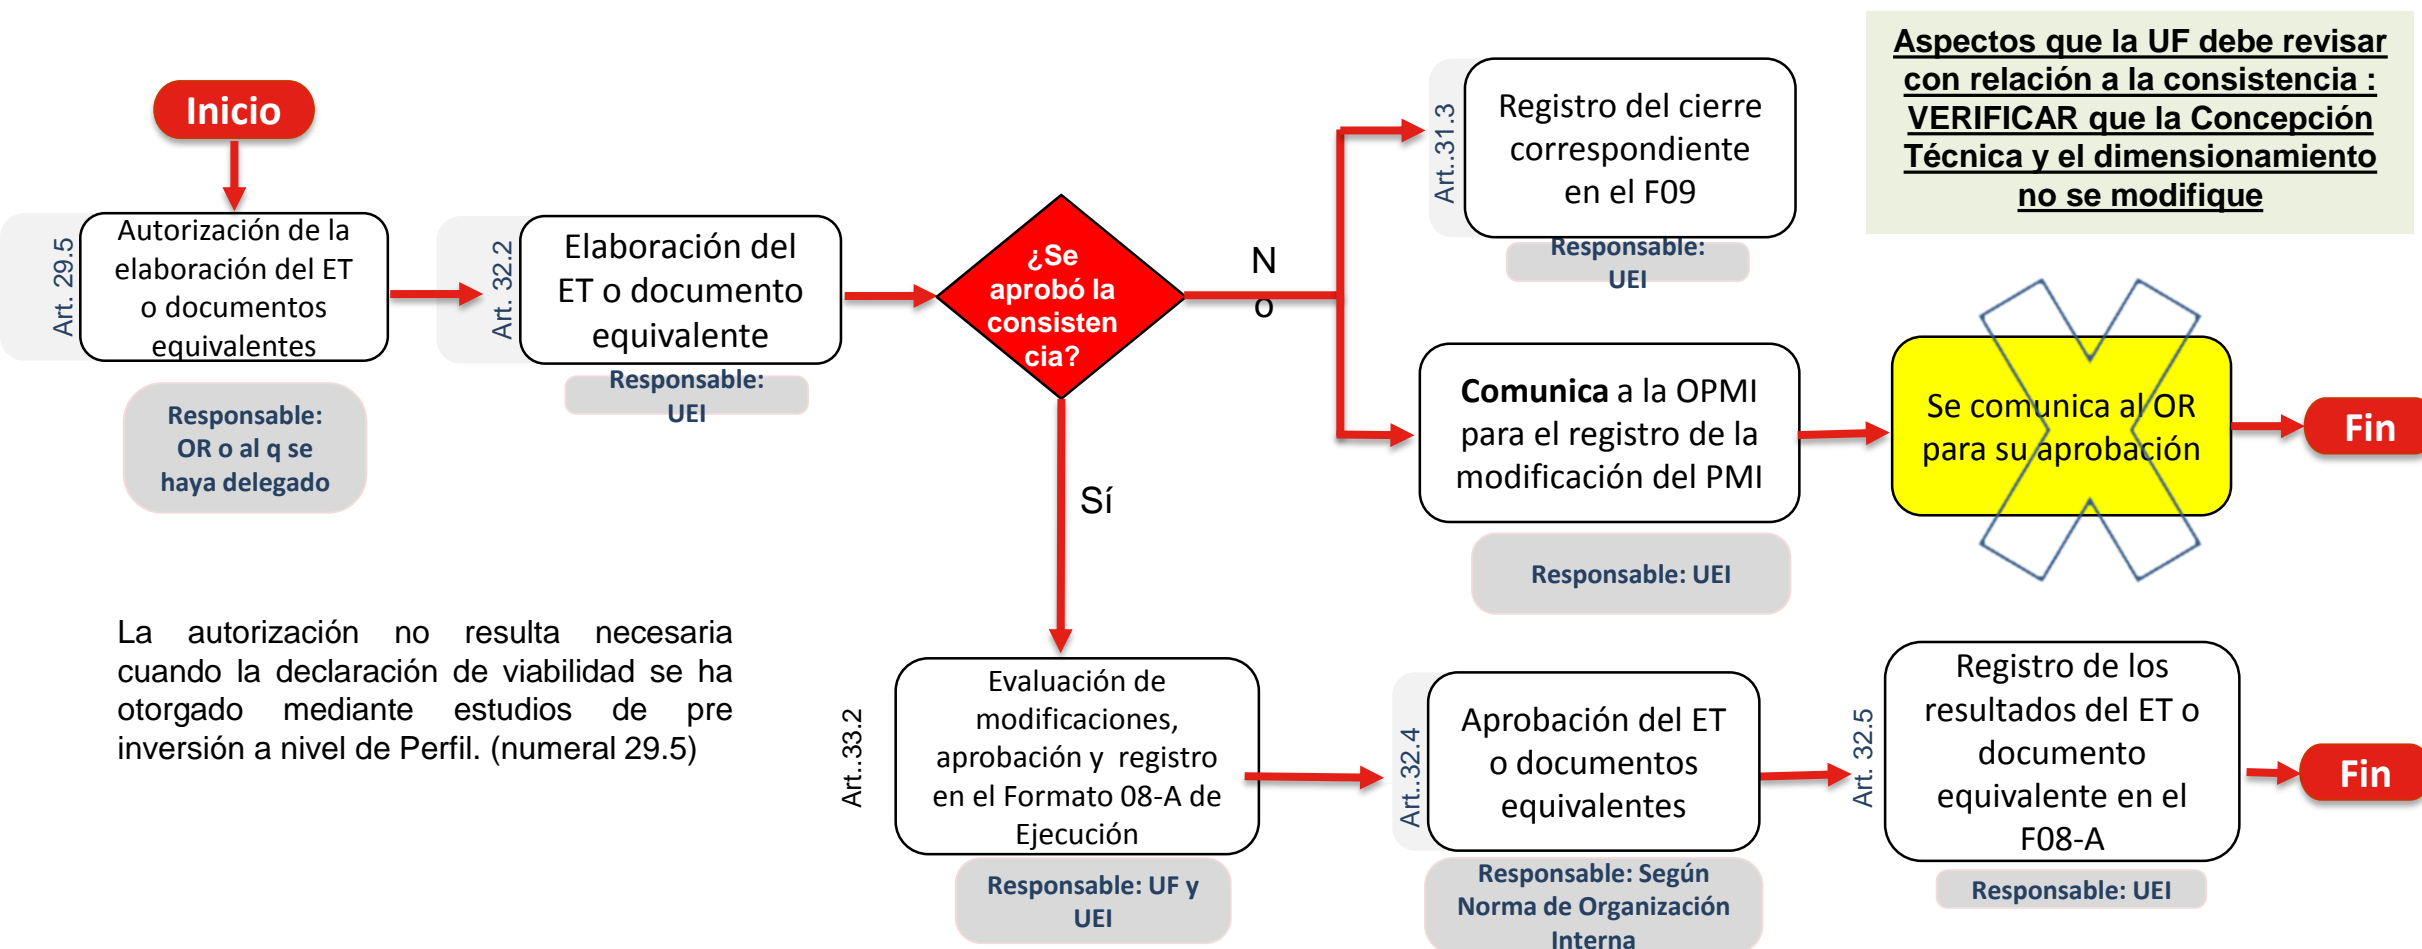 Inicio
Art. 29.5
Autorización de la
elaboración del ET
o documentos
equivalentes
Responsable:
OR o al q se
haya delegado
Art. 32.2
Elaboración del
ET o documento
equivalente
Responsable:
UEI
¿Se
aprobó la
consisten
cia?
N
o
Sí
Art..31.3
Registro del cierre
correspondiente
en el F09
Responsable:
UEI
Aspectos que la UF debe revisar
con relación a la consistencia :
VERIFICAR que la Concepción
Técnica y el dimensionamiento
no se modifique
Comunica a la OPMI
para el registro de la
modificación del PMI
Responsable: UEI
Se comunica al OR
para su aprobación
Fin
La autorización no resulta necesaria
cuando la declaración de viabilidad se ha
otorgado mediante estudios de pre
inversión a nivel de Perfil. (numeral 29.5)
Art..33.2
Evaluación de
modificaciones,
aprobación y registro
en el Formato 08-A de
Ejecución
Responsable: UF y
UEI
Art..32.4
Aprobación del ET
o documentos
equivalentes
Responsable: Según
Norma de Organización
Interna
Art. 32.5
Registro de los
resultados del ET o
documento
equivalente en el
F08-A
Responsable: UEI
Fin